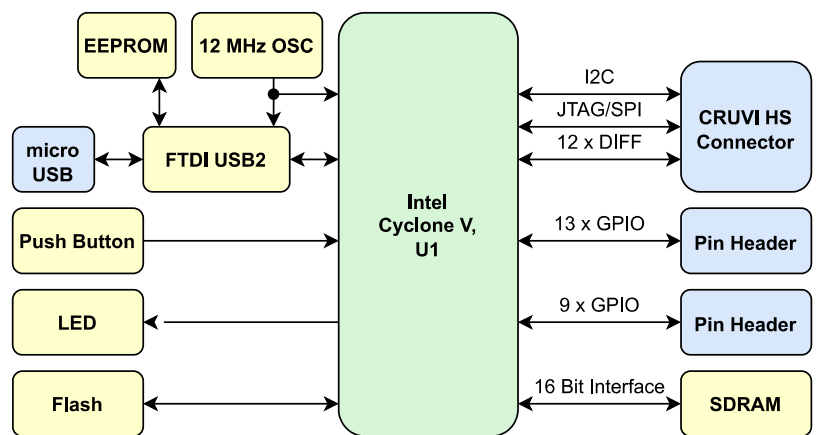 EEPROM
12 MHz OSC
micro
USB
FTDI USB2
Push Button
LED
Flash
Intel
Cyclone V,
U1
I2C
JTAG/SPI
12 x DIFF
CRUVI HS
Connector
13 x GPIO
Pin Header
9 x GPIO
Pin Header
16 Bit Interface
SDRAM